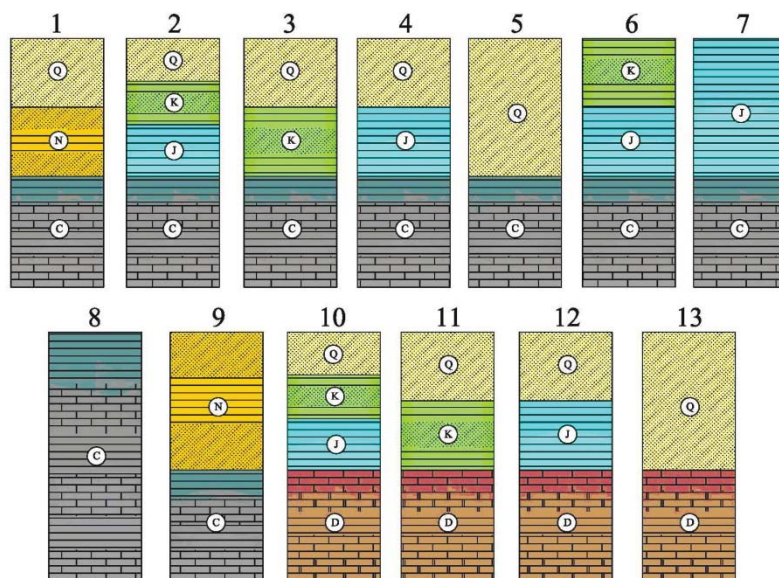 1 2 3 4 5 6 7
Q Q Q Q Q K J
N K K J J
J
C C C C C C C
8 9 10 11 12 13
C N Q Q Q Q
C K K J D
J D D
D